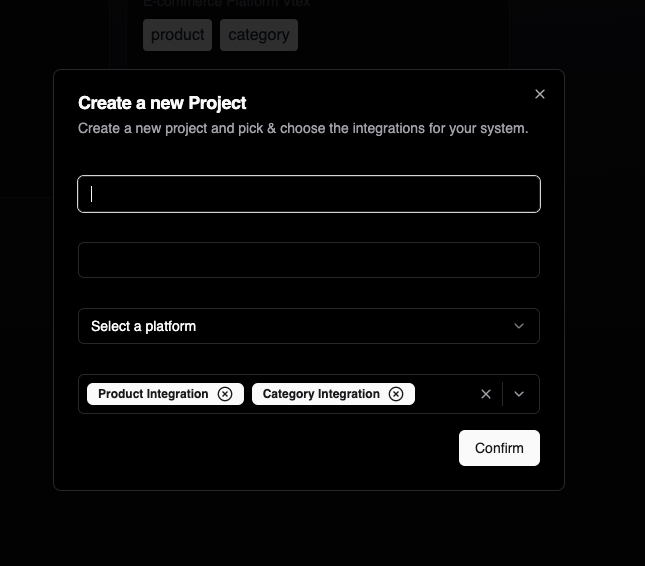 E-commerce Platform Vtex
product category
Create a new Project
Create a new project and pick & choose the integrations for your system.
Select a platform
Product Integration Category Integration
Confirm